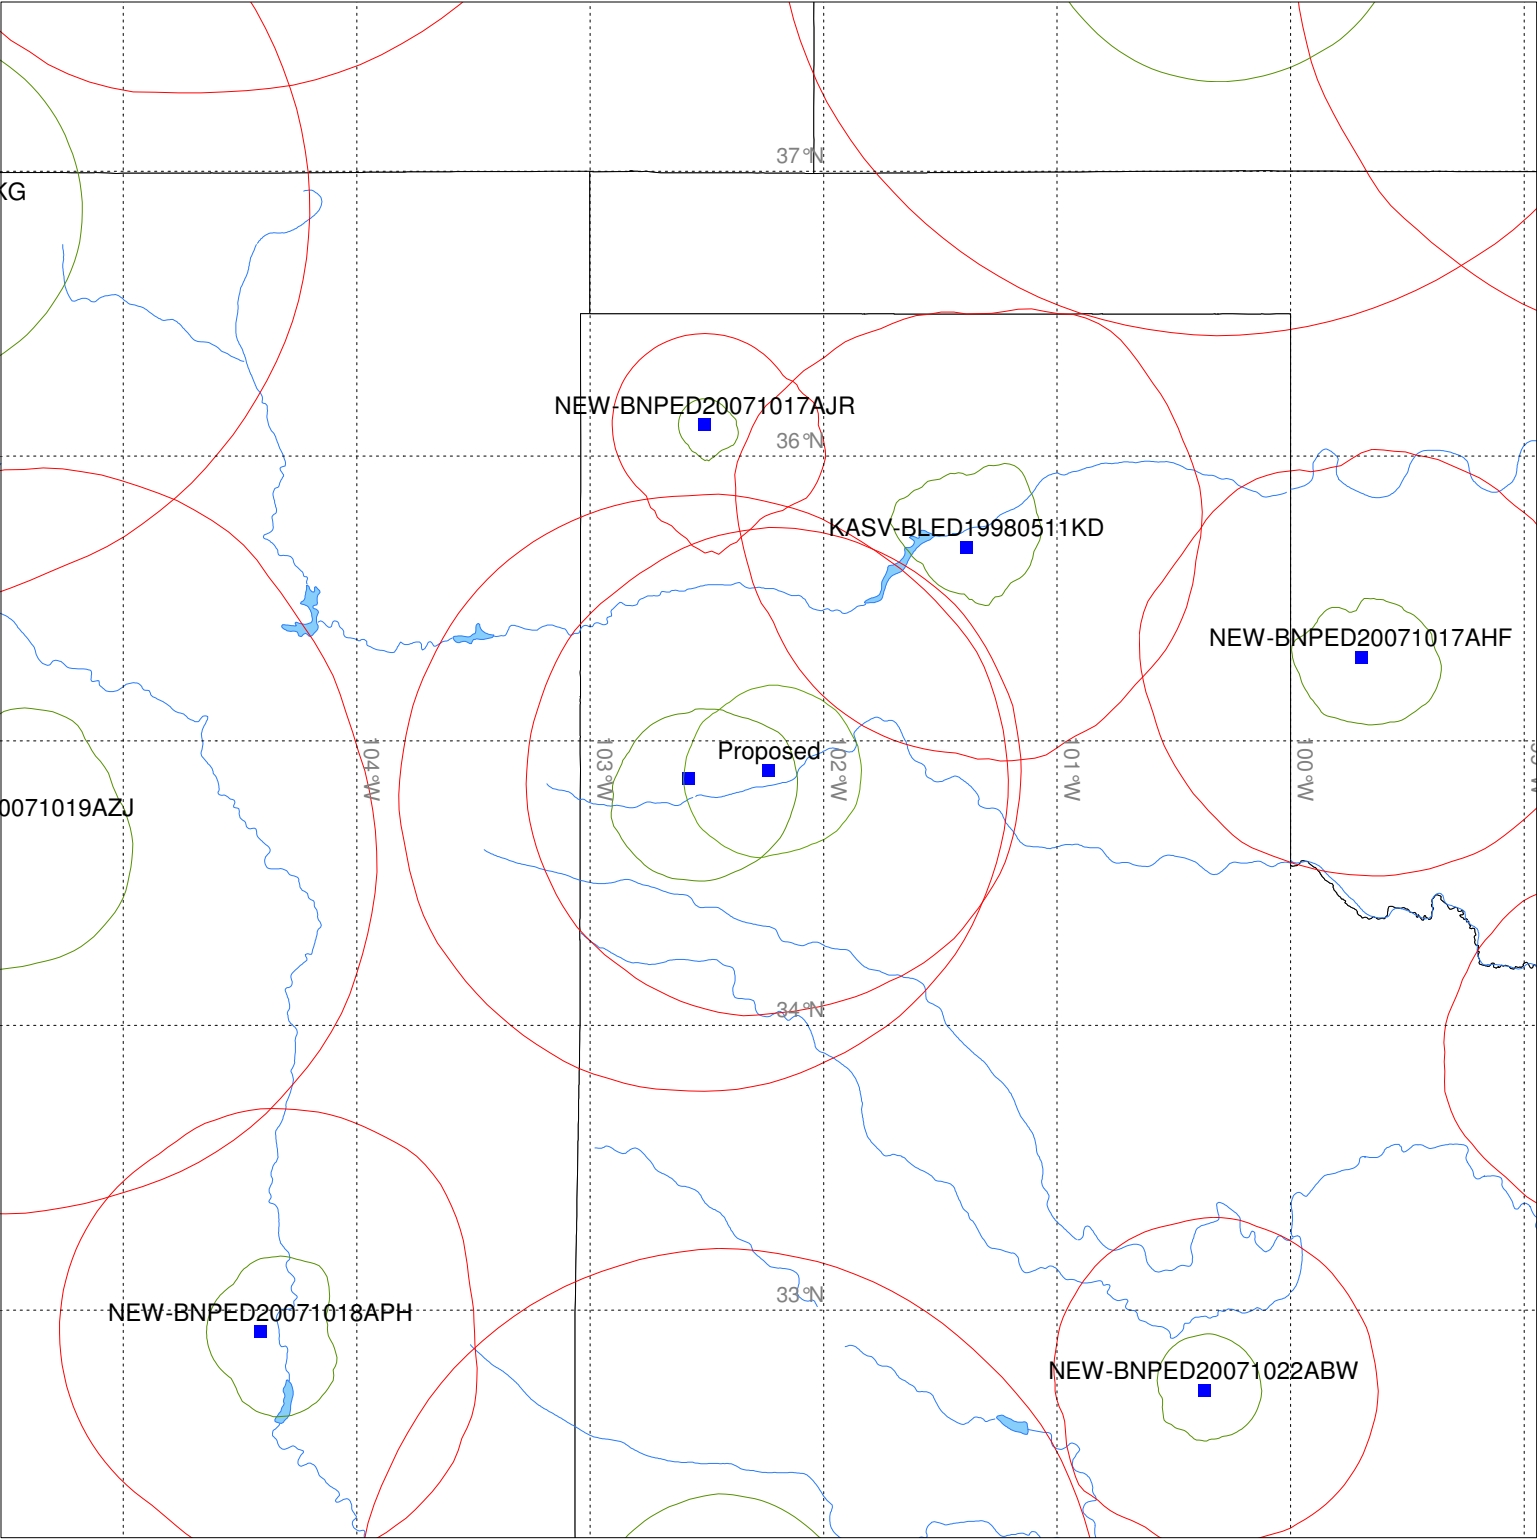 37°N
KG
NEW-BNPED20071017AJR
36°N
KASV-BLED19980511KD
NEW-BNPED20071017AHF
Proposed
104°W
103°W
102°W
101°W
100°W
0071019AZJ
34°N
33°N
NEW-BNPED20071018APH
NEW-BNPED20071022ABW